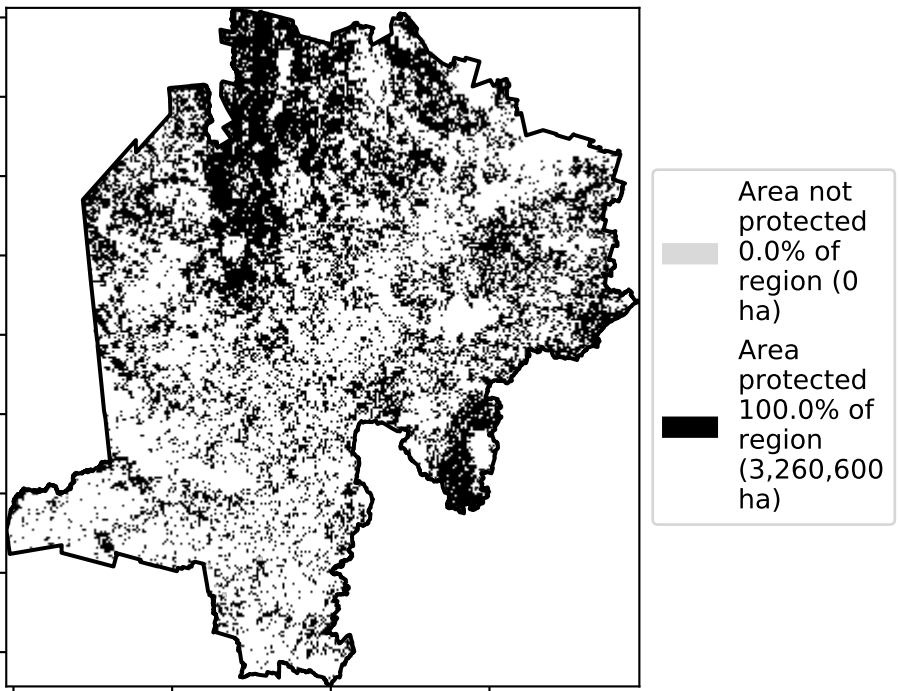 Area not
protected
0.0% of
region (0
ha)
Area
protected
100.0% of
region
(3,260,600
ha)